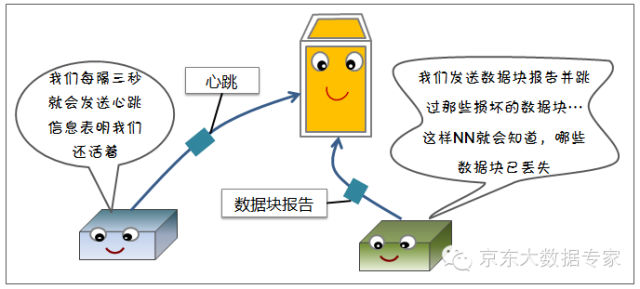 我们每隔三秒
就会发送心跳
信息表明我们
还活着
心跳
我们发送数据块报告并跳
过那些损坏的数据块…
这样NN就会知道，哪些
数据块已丢失
数据块报告
京东大数据专家